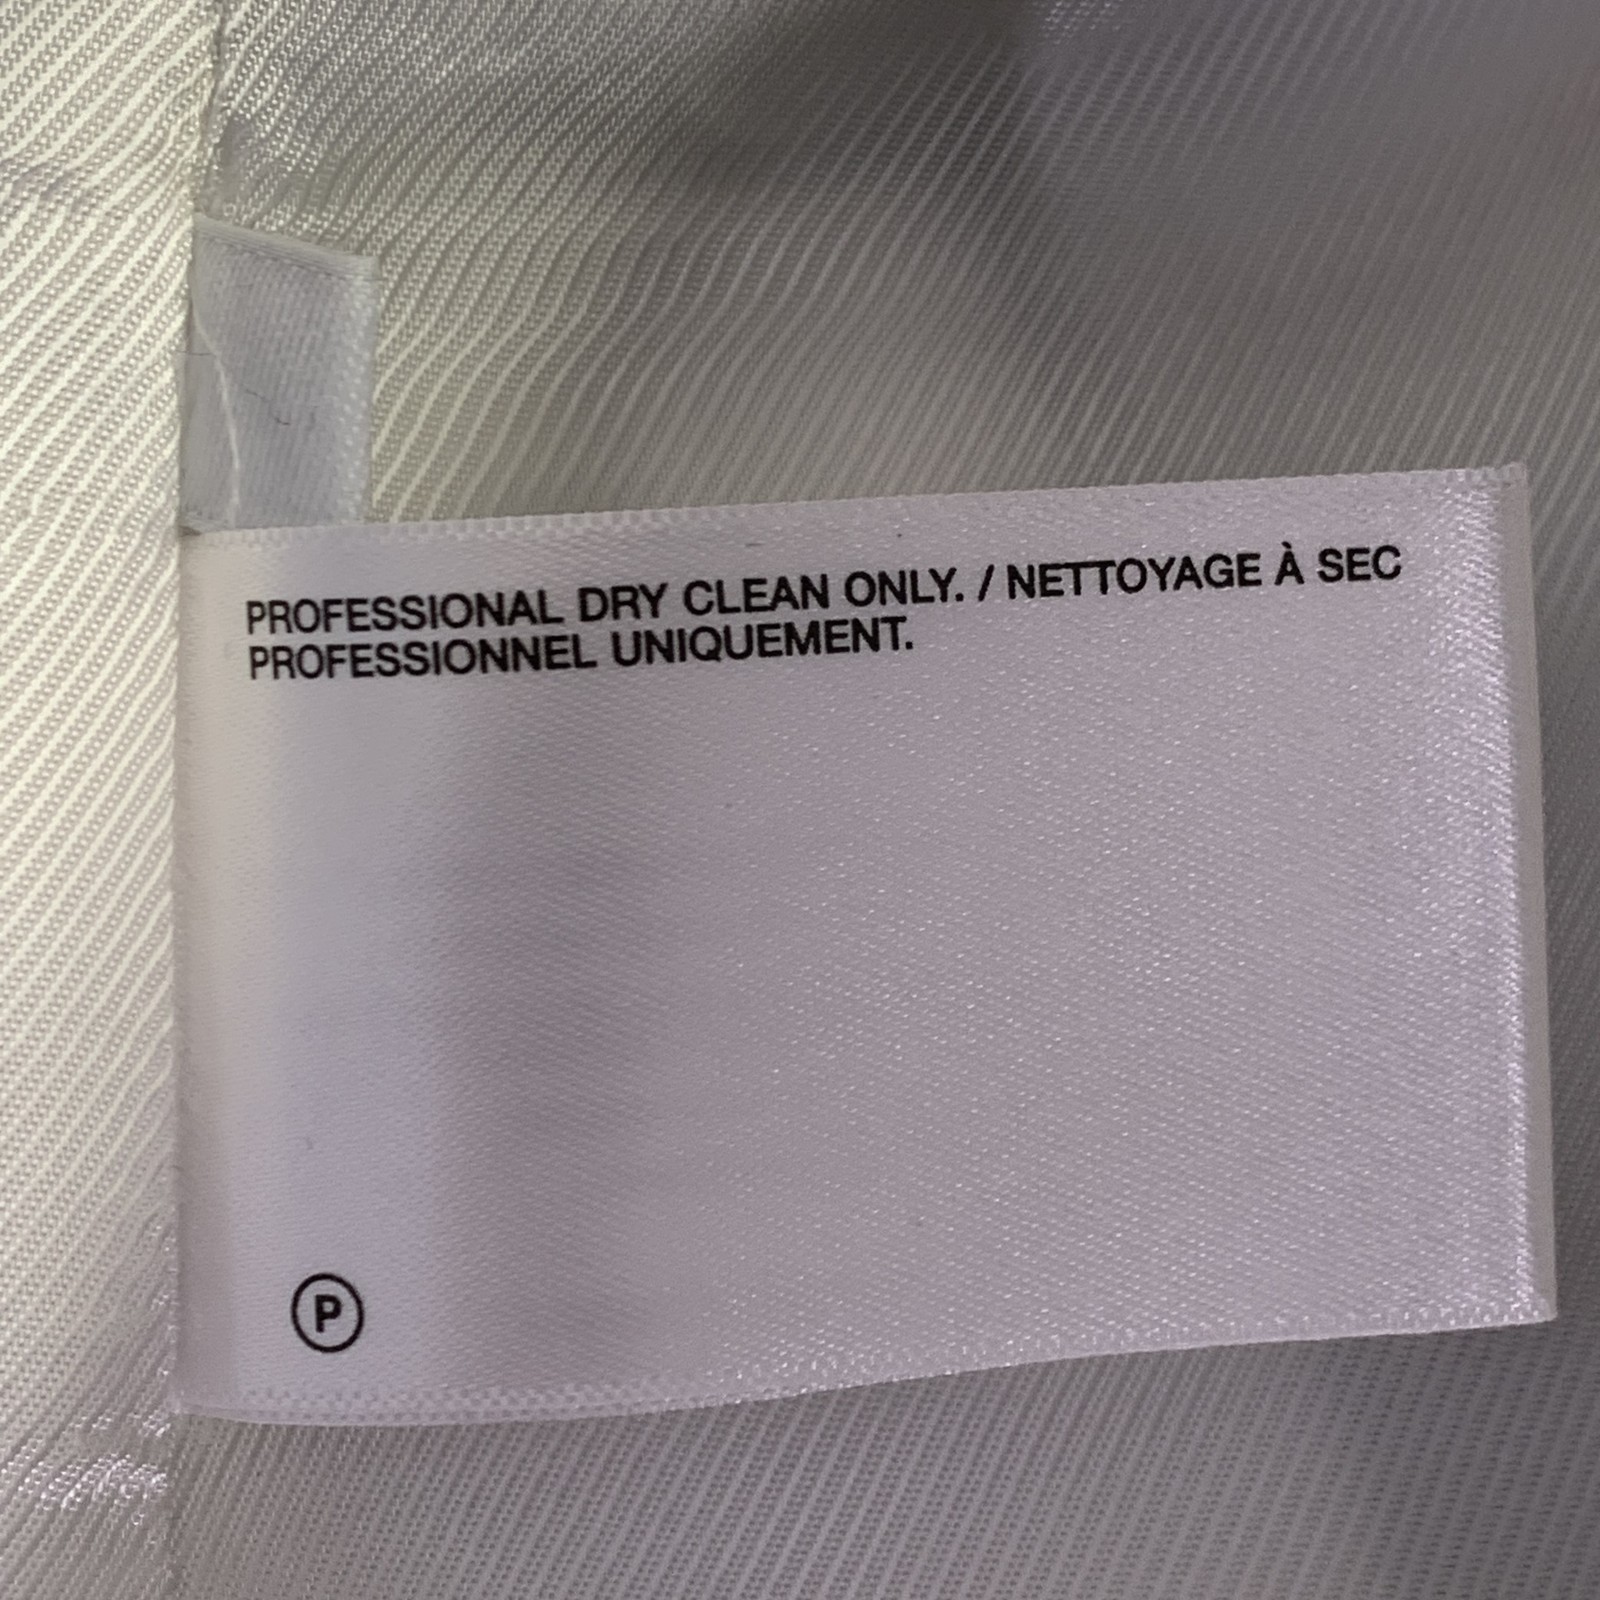 PROFESSIONAL DRY CLEAN ONLY. / NETTOYAGE À SEC
PROFESSIONNEL UNIQUEMENT.
P